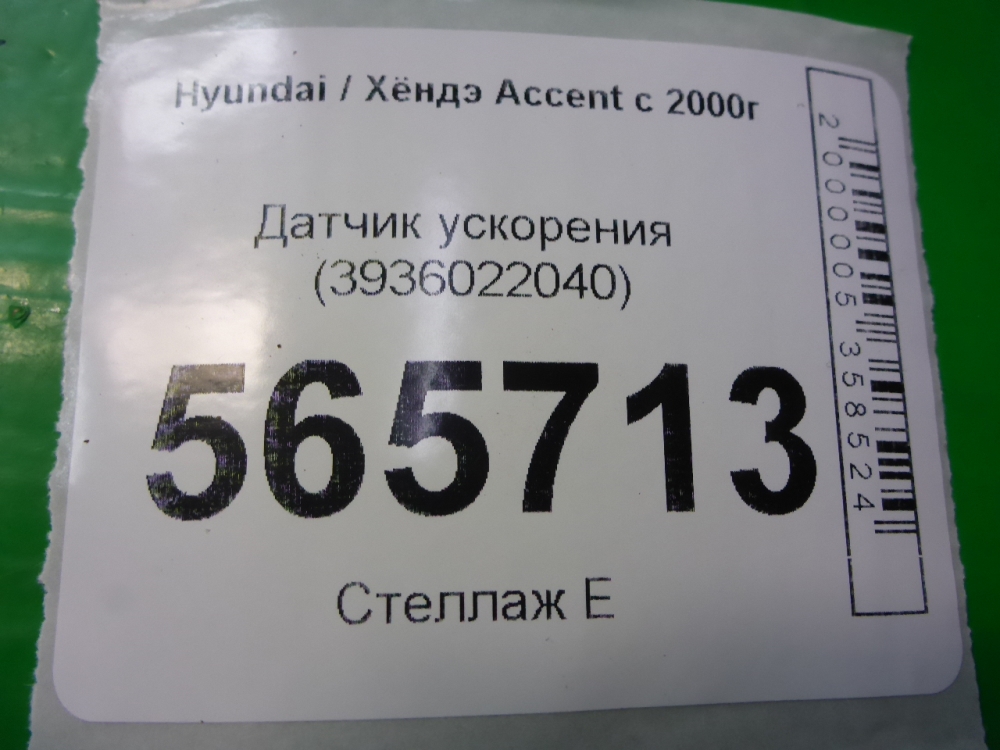 Hyundai / Хёндэ Accent с 2000г
Датчик ускорения
(3936022040)
565713
Стеллаж Е
2000005358524